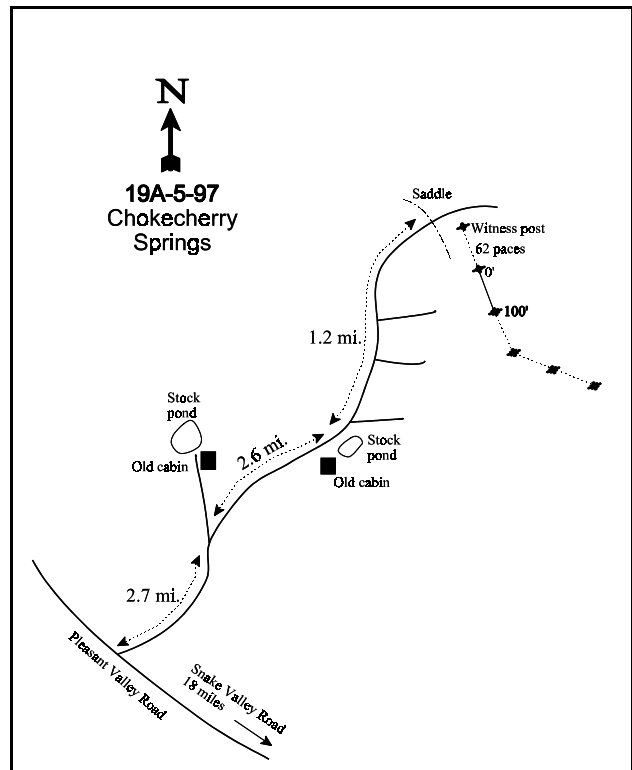 N
19A-5-97
Chokecherry
Springs
Saddle
Witness post
62 paces
0'
100'
1.2 mi.
Stock
pond
Old cabin
2.6 mi.
Stock
pond
Old cabin
2.7 mi.
Pleasant Valley Road
Snake Valley Road
18 miles